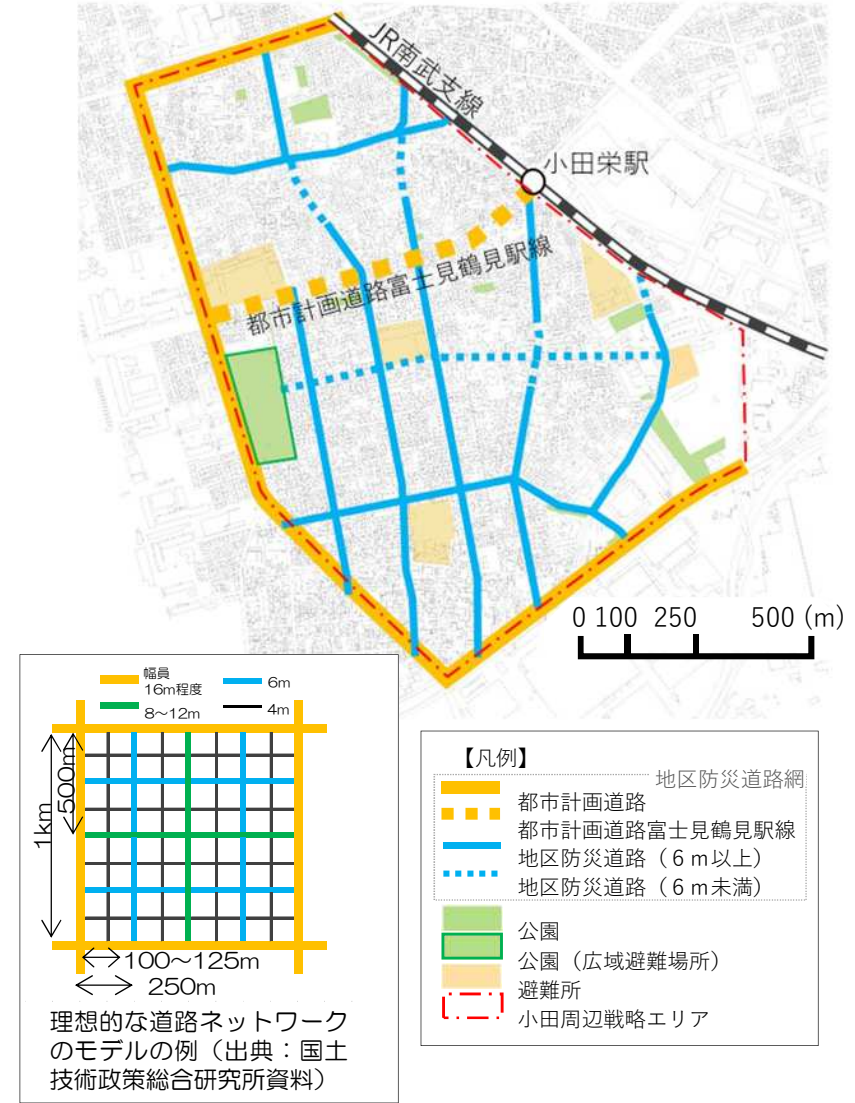 JR南武支線
小田栄駅
都市計画道路富士見鶴見駅線
0 100 250 500 (m)
幅員
16m程度
6m
8～12m
4m
1km
500m
100～125m
250m
理想的な道路ネットワーク
のモデルの例（出典：国土
技術政策総合研究所資料）
【凡例】
地区防災道路網
都市計画道路
都市計画道路富士見鶴見駅線
地区防災道路（６ｍ以上）
地区防災道路（６ｍ未満）
公園
公園（広域避難場所）
避難所
小田周辺戦略エリア